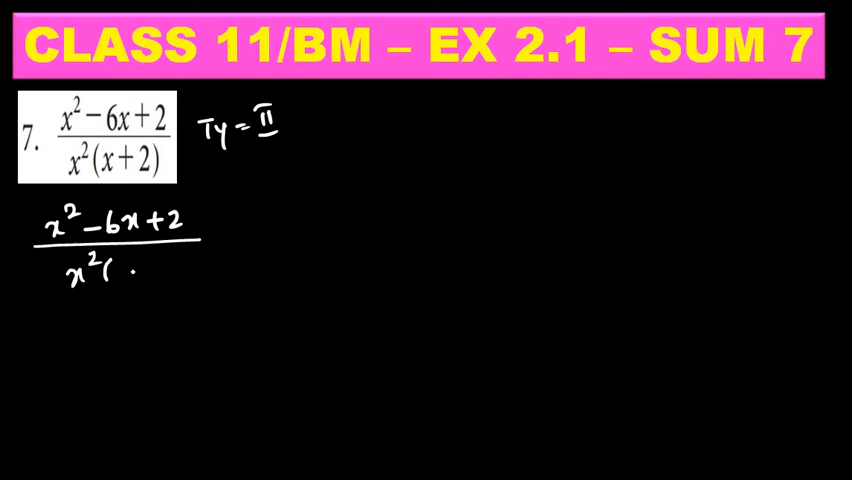 CLASS 11/BM – EX 2.1 – SUM 7
7. x²−6x+2 / x²(x+2) Ty = II
x² − 6x + 2
x² (